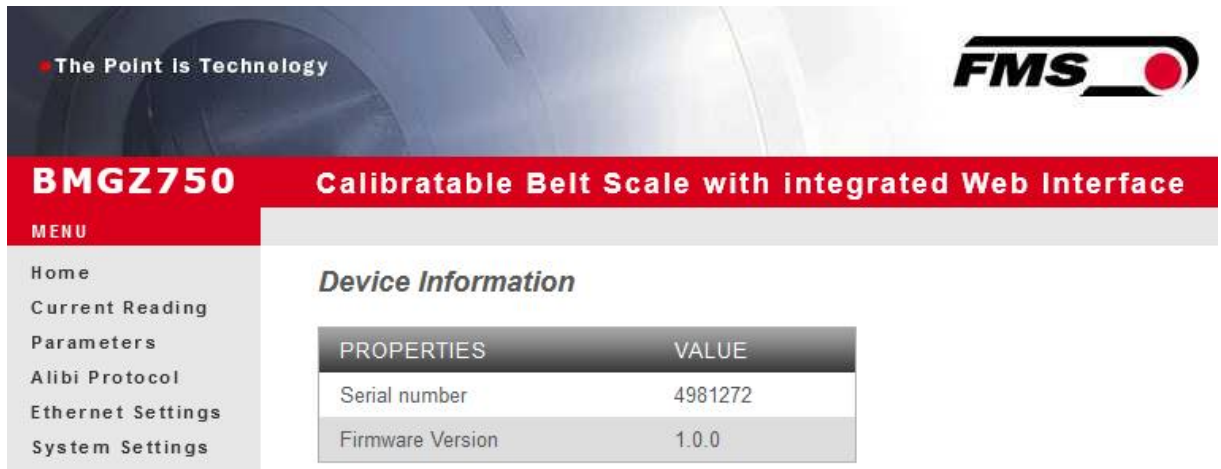 The Point is Technology
FMS
BMGZ750 Calibratable Belt Scale with integrated Web Interface
MENU
Home
Current Reading
Parameters
Alibi Protocol
Ethernet Settings
System Settings
Device Information
PROPERTIES VALUE
Serial number 4981272
Firmware Version 1.0.0